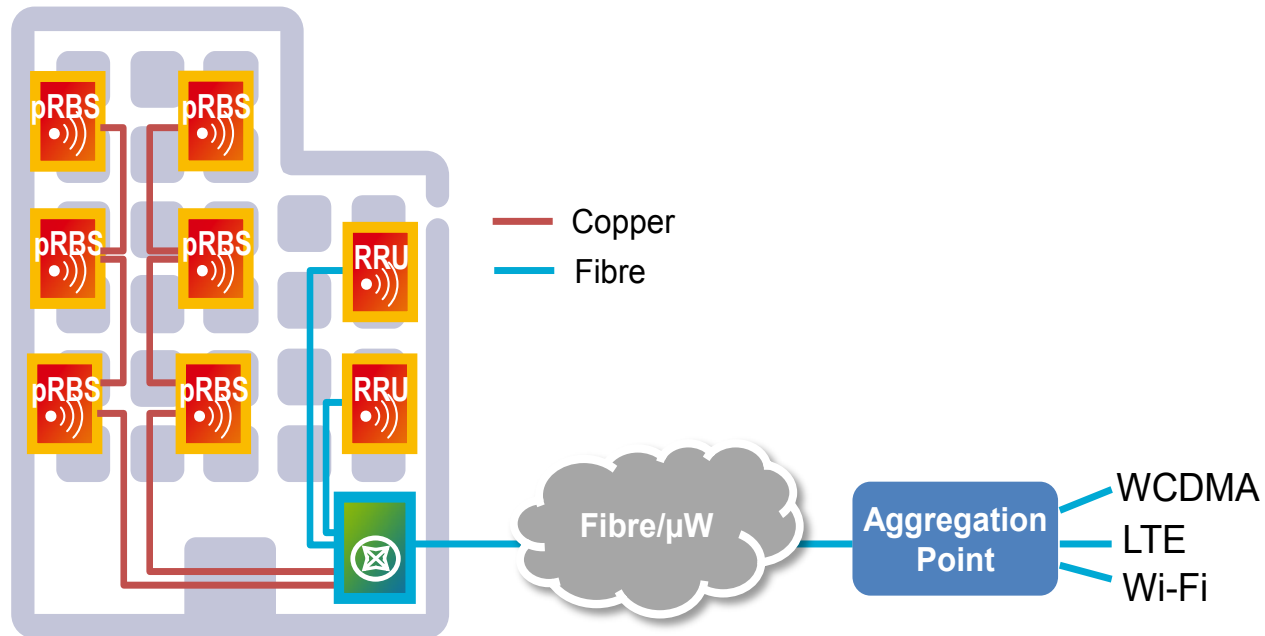 pRBS
pRBS
pRBS
pRBS
RRU
Copper
Fibre
pRBS
pRBS
RRU
Fibre/µW
Aggregation
Point
WCDMA
LTE
Wi-Fi